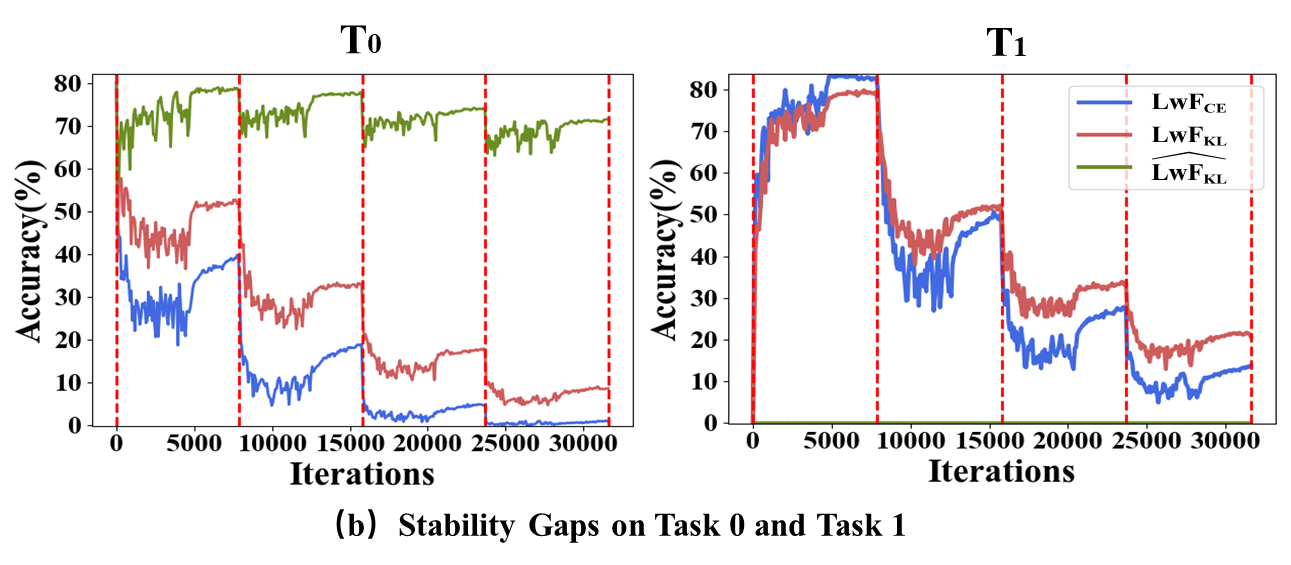 T0
T1
Accuracy(%)
80
70
60
50
40
30
20
10
0
0 5000 10000 15000 20000 25000 30000
Iterations
Accuracy(%)
80
70
60
50
40
30
20
10
0
0 5000 10000 15000 20000 25000 30000
Iterations
LwFCE
LwFKL
LwFKL
(b) Stability Gaps on Task 0 and Task 1